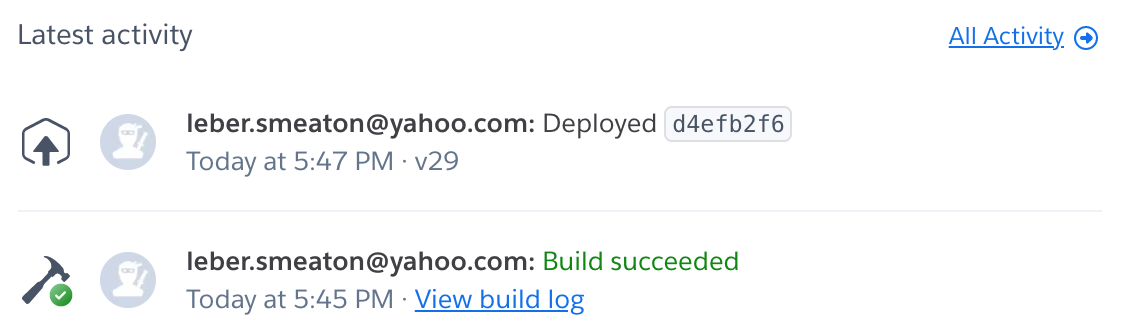 Latest activity
All Activity
leber.smeaton@yahoo.com: Deployed d4efb2f6
Today at 5:47 PM · v29
leber.smeaton@yahoo.com: Build succeeded
Today at 5:45 PM · View build log